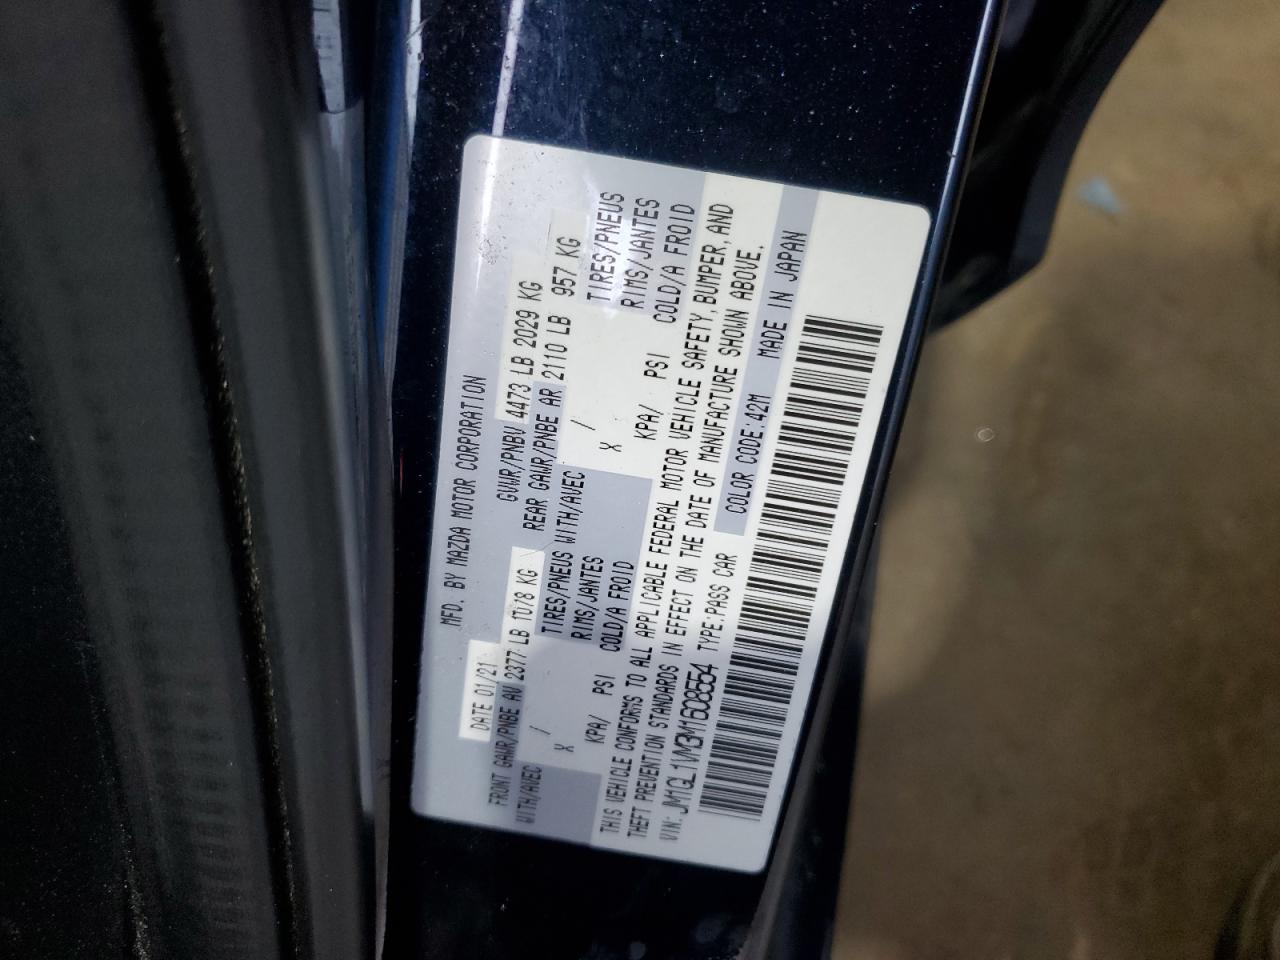 MFD. BY MAZDA MOTOR CORPORATION
DATE 01/21 GVWR/PNBV 4473 LB 2029 KG
FRONT GAWR/PNBE AV 2377 LB 1078 KG REAR GAWR/PNBE AR 2110 LB 957 KG
WITH/AVEC / TIRES/PNEUS WITH/AVEC / TIRES/PNEUS
X RIMS/JANTES X RIMS/JANTES
KPA/ PSI COLD/A FROID KPA/ PSI COLD/A FROID
THIS VEHICLE CONFORMS TO ALL APPLICABLE FEDERAL MOTOR VEHICLE SAFETY, BUMPER, AND
THEFT PREVENTION STANDARDS IN EFFECT ON THE DATE OF MANUFACTURE SHOWN ABOVE.
VIN: JM1GL1VM3M1608554 TYPE:PASS CAR COLOR CODE:42M MADE IN JAPAN